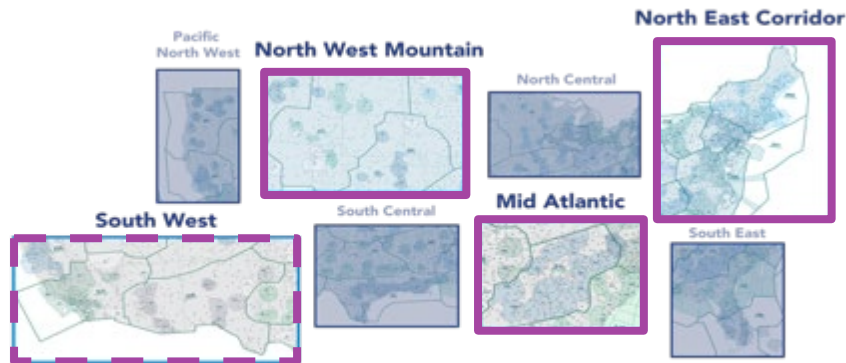 North East Corridor
Pacific
North West
North West Mountain
North Central
South West
South Central
Mid Atlantic
South East